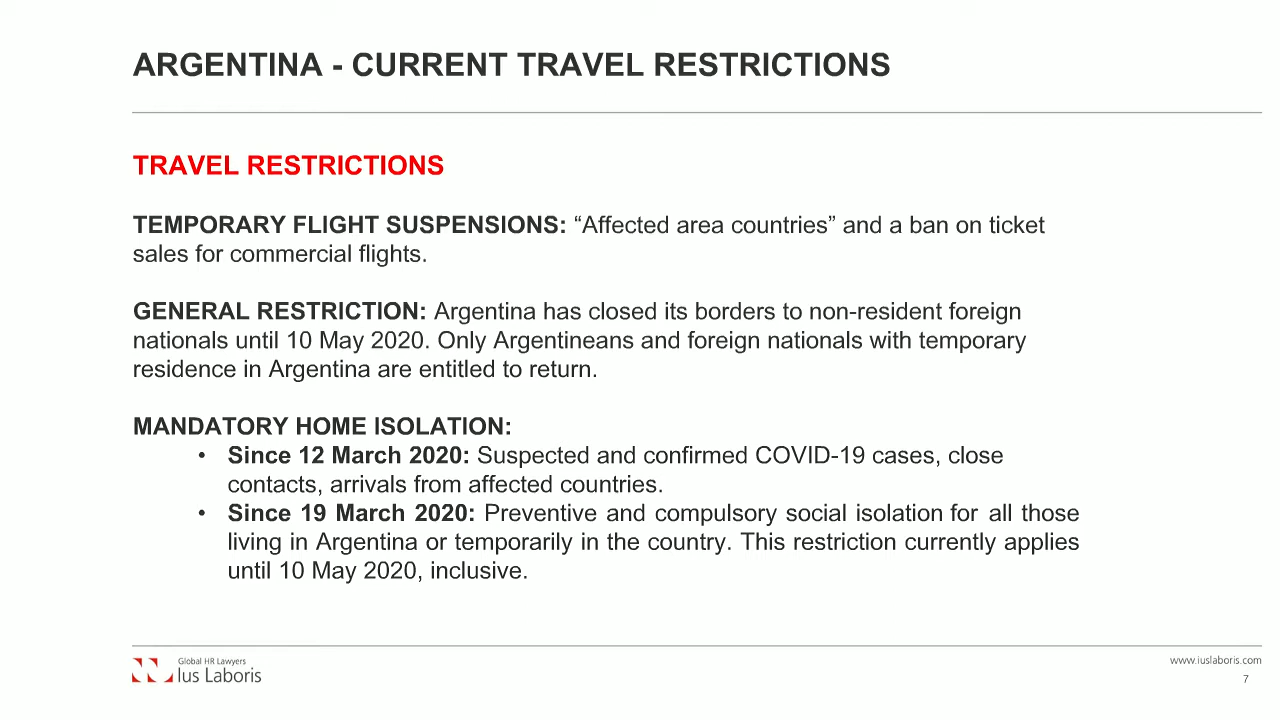 ARGENTINA - CURRENT TRAVEL RESTRICTIONS
TRAVEL RESTRICTIONS
TEMPORARY FLIGHT SUSPENSIONS: “Affected area countries” and a ban on ticket
sales for commercial flights.
GENERAL RESTRICTION: Argentina has closed its borders to non-resident foreign
nationals until 10 May 2020. Only Argentineans and foreign nationals with temporary
residence in Argentina are entitled to return.
MANDATORY HOME ISOLATION:
• Since 12 March 2020: Suspected and confirmed COVID-19 cases, close
contacts, arrivals from affected countries.
• Since 19 March 2020: Preventive and compulsory social isolation for all those
living in Argentina or temporarily in the country. This restriction currently applies
until 10 May 2020, inclusive.
Global HR Lawyers
Ius Laboris
www.iuslaboris.com
7